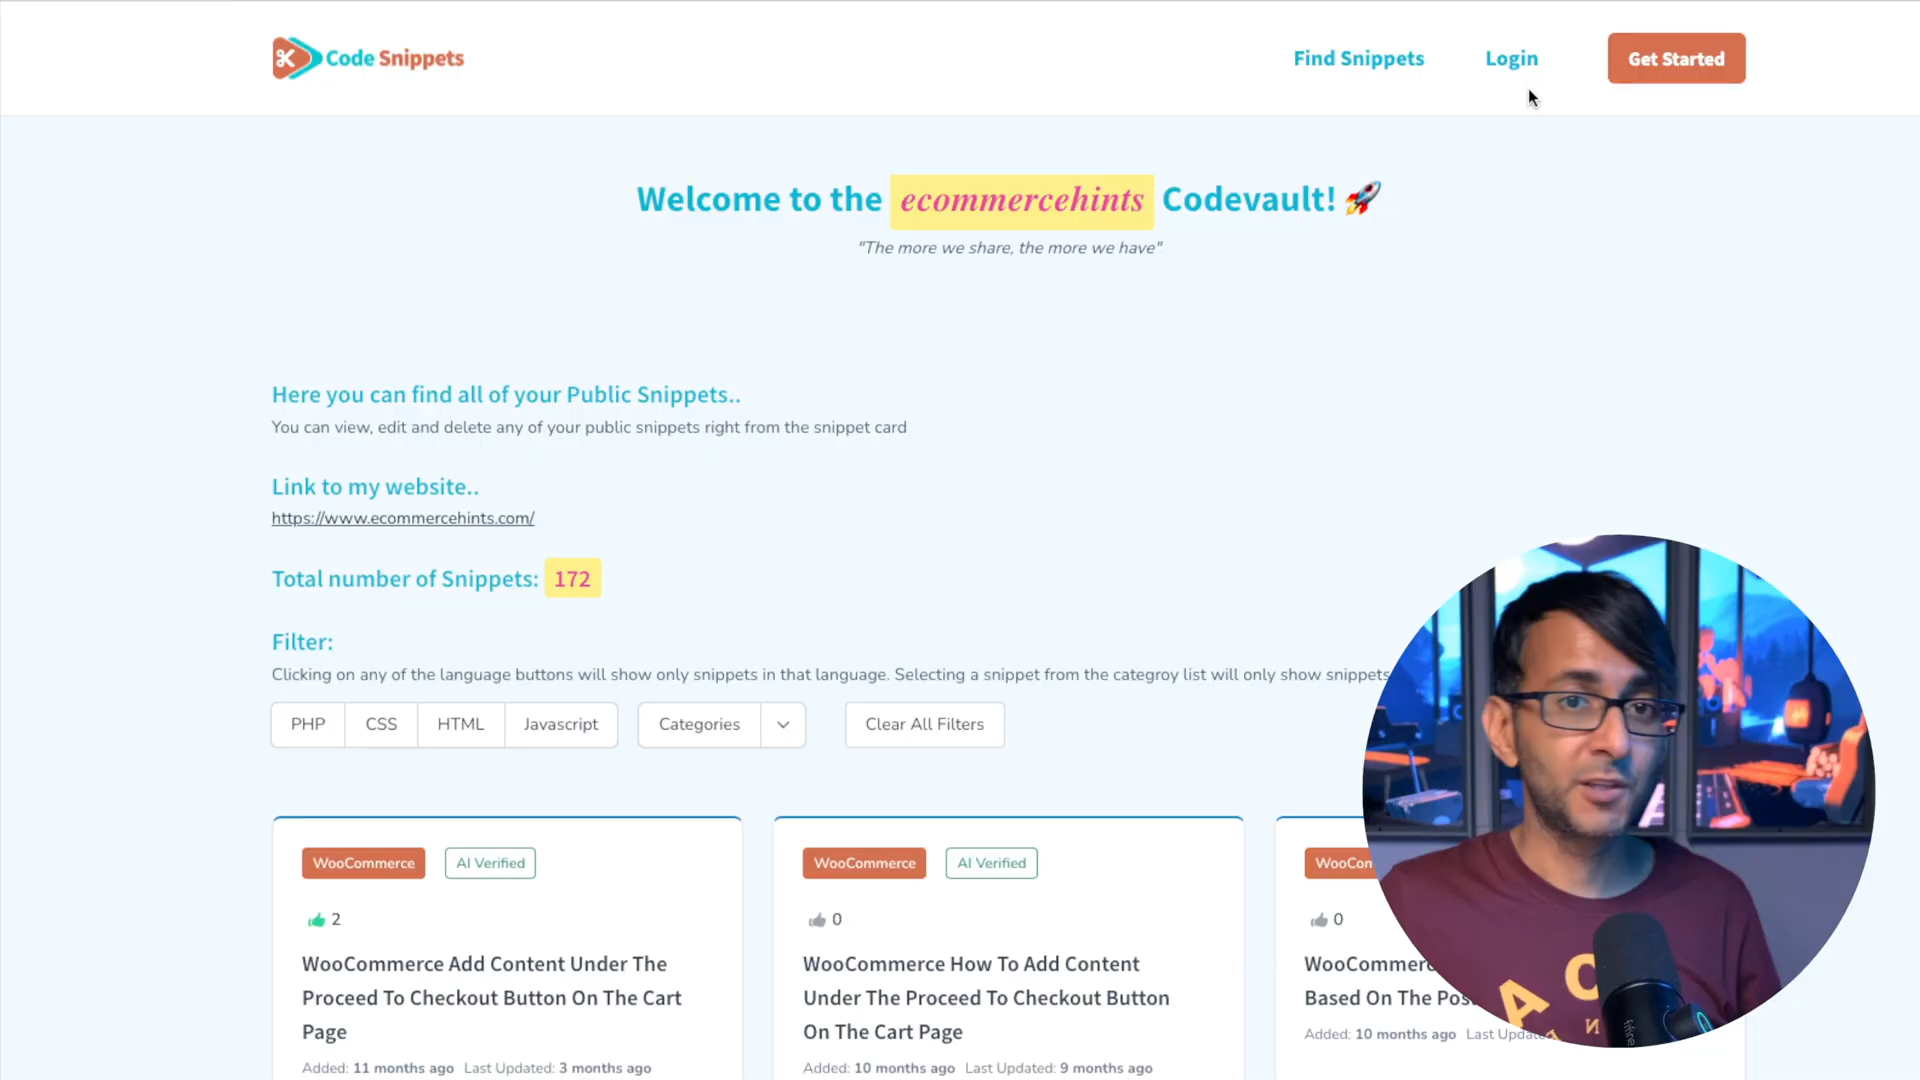 Code Snippets
Find Snippets
Login
Get Started
Welcome to the ecommercehints Codevault! 🚀
"The more we share, the more we have"
Here you can find all of your Public Snippets..
You can view, edit and delete any of your public snippets right from the snippet card
Link to my website..
https://www.ecommercehints.com/
Total number of Snippets: 172
Filter:
Clicking on any of the language buttons will show only snippets in that language. Selecting a snippet from the categroy list will only show snippets
PHP
CSS
HTML
Javascript
Categories
Clear All Filters
WooCommerce
AI Verified
2
WooCommerce Add Content Under The
Proceed To Checkout Button On The Cart
Page
Added: 11 months ago Last Updated: 3 months ago
WooCommerce
AI Verified
0
WooCommerce How To Add Content
Under The Proceed To Checkout Button
On The Cart Page
Added: 10 months ago Last Updated: 9 months ago
0
Based On The
Added: 10 months ago Last